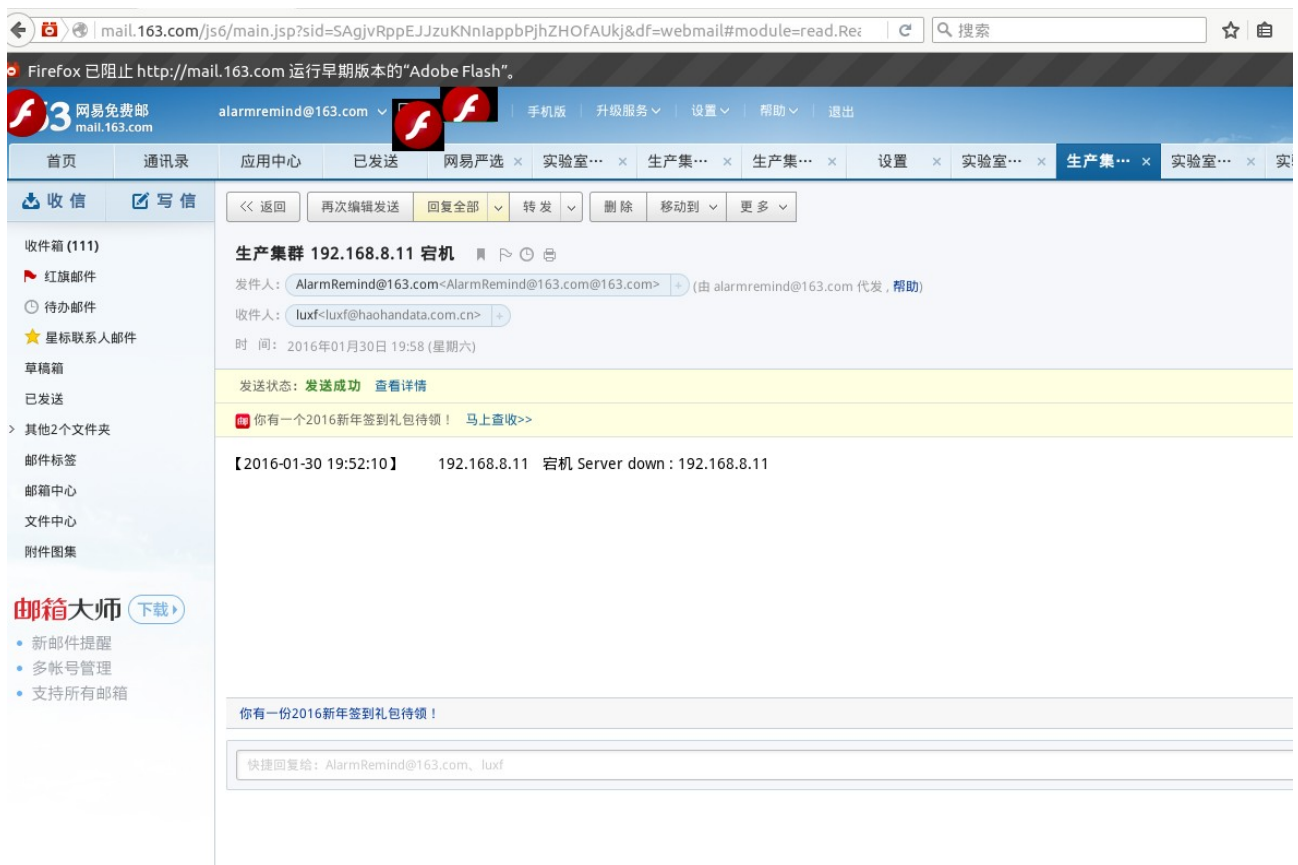 mail.163.com/js6/main.jsp?sid=SAgjvRppEJJzuKNnIappbPjhZHOfAUkj&df=webmail#module=read.Rea
搜索
Firefox 已阻止 http://mail.163.com 运行早期版本的“Adobe Flash”。
3 网易免费邮
mail.163.com
alarmremind@163.com
手机版 升级服务 设置 帮助 退出
首页 通讯录 应用中心 已发送 网易严选 × 实验室… × 生产集… × 生产集… × 设置 × 实验室… × 生产集… × 实验室… × 实
收信 写信
<< 返回 再次编辑发送 回复全部 转发 删除 移动到 更多
收件箱 (111)
红旗邮件
待办邮件
星标联系人邮件
草稿箱
已发送
其他2个文件夹
邮件标签
邮箱中心
文件中心
附件图集
邮箱大师 下载
• 新邮件提醒
• 多帐号管理
• 支持所有邮箱
生产集群 192.168.8.11 宕机
发件人: AlarmRemind@163.com<AlarmRemind@163.com@163.com> + (由 alarmremind@163.com 代发 , 帮助)
收件人: luxf<luxf@haohandata.com.cn> +
时 间: 2016年01月30日 19:58 (星期六)
发送状态: 发送成功 查看详情
邮 你有一个2016新年签到礼包待领! 马上查收>>
【2016-01-30 19:52:10】 192.168.8.11 宕机 Server down : 192.168.8.11
你有一份2016新年签到礼包待领!
快捷回复给: AlarmRemind@163.com、luxf